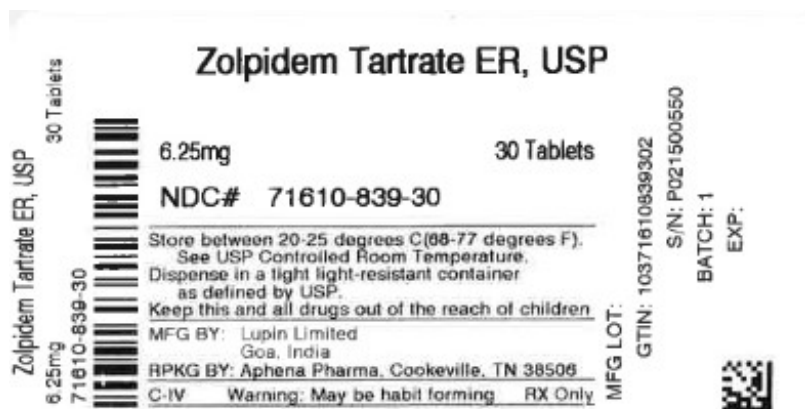 Zolpidem Tartrate ER, USP
6.25mg 30 Tablets
NDC# 71610-839-30
Store between 20-25 degrees C(68-77 degrees F).
See USP Controlled Room Temperature.
Dispense in a tight light-resistant container
as defined by USP.
Keep this and all drugs out of the reach of children
MFG BY: Lupin Limited
Goa, India
RPKG BY: Aphena Pharma, Cookeville, TN 38506
C-IV Warning: May be habit forming RX Only
Zolpidem Tartrate ER, USP
6.25mg 30 Tablets
71610-839-30
MFG LOT:
GTIN: 10371610839302
S/N: P021500550
BATCH: 1
EXP: